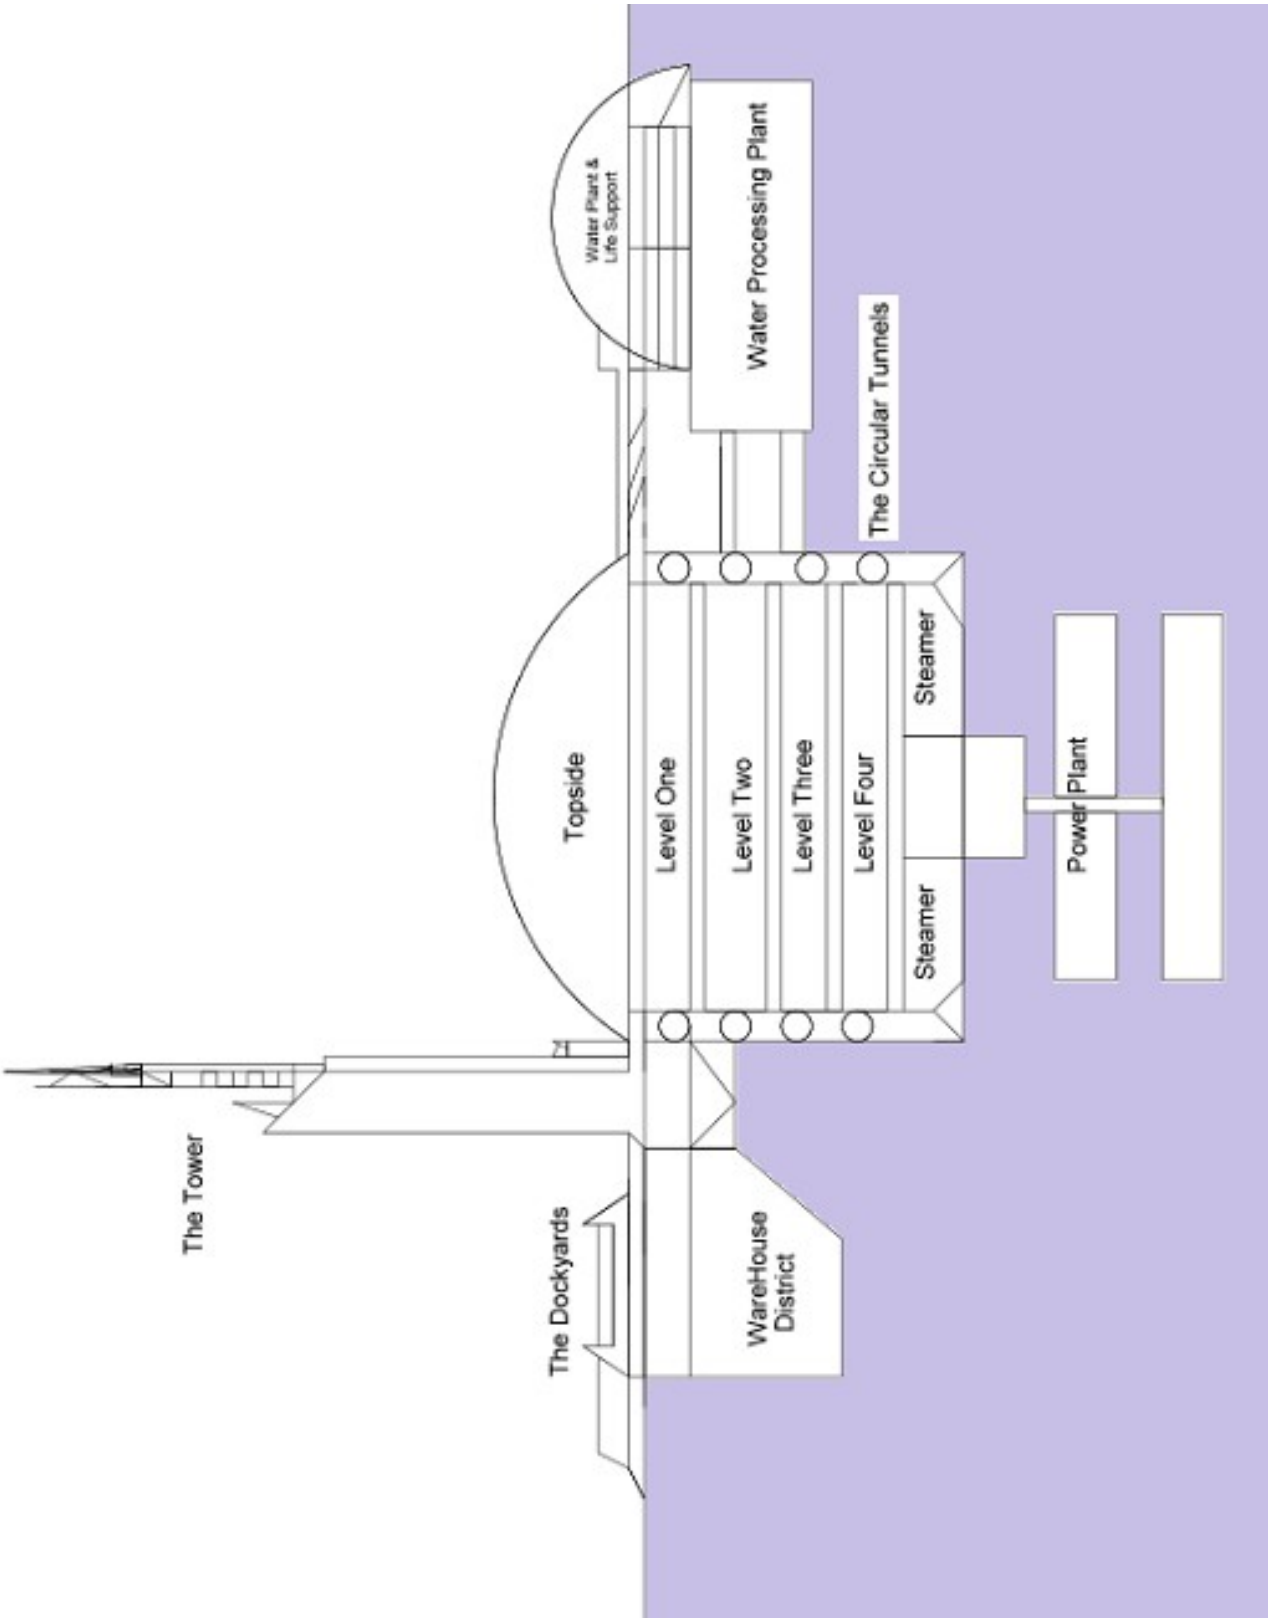 The Tower
The Dockyards
WareHouse
District
Topside
Level One
Level Two
Level Three
Level Four
Steamer
Steamer
Power Plant
Water Plant &
Life Support
Water Processing Plant
The Circular Tunnels